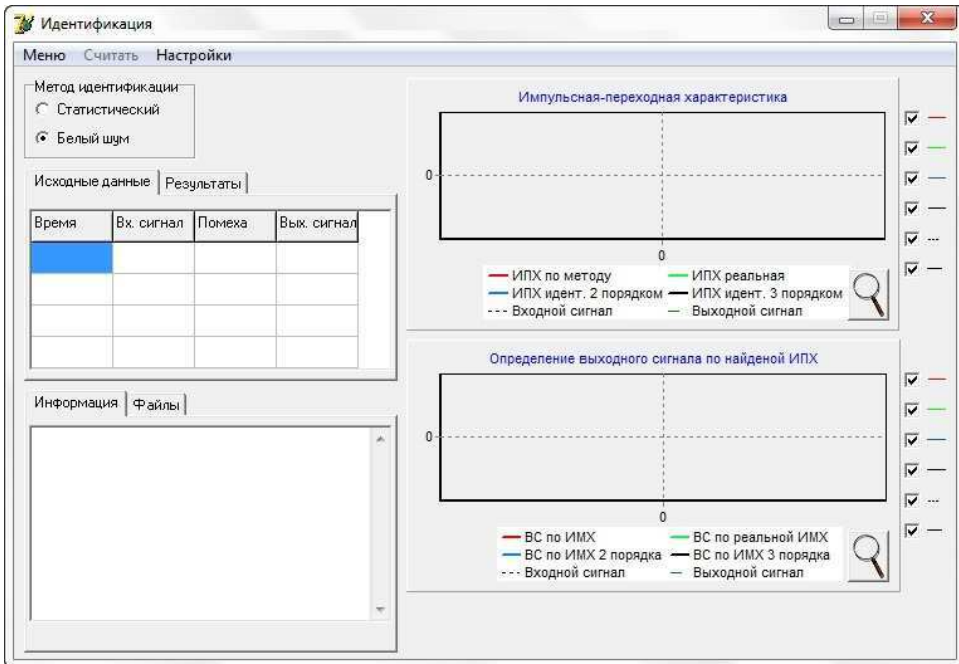 Идентификация
Меню Считать Настройки
Метод идентификации
Статистический
Белый шум
Исходные данные Результаты
Время Вх. сигнал Помеха Вых. сигнал
Информация Файлы
Импульсная-переходная характеристика
0
0
ИПХ по методу ИПХ реальная
ИПХ идент. 2 порядком ИПХ идент. 3 порядком
Входной сигнал Выходной сигнал
Определение выходного сигнала по найденой ИПХ
0
0
ВС по ИМХ ВС по реальной ИМХ
ВС по ИМХ 2 порядка ВС по ИМХ 3 порядка
Входной сигнал Выходной сигнал